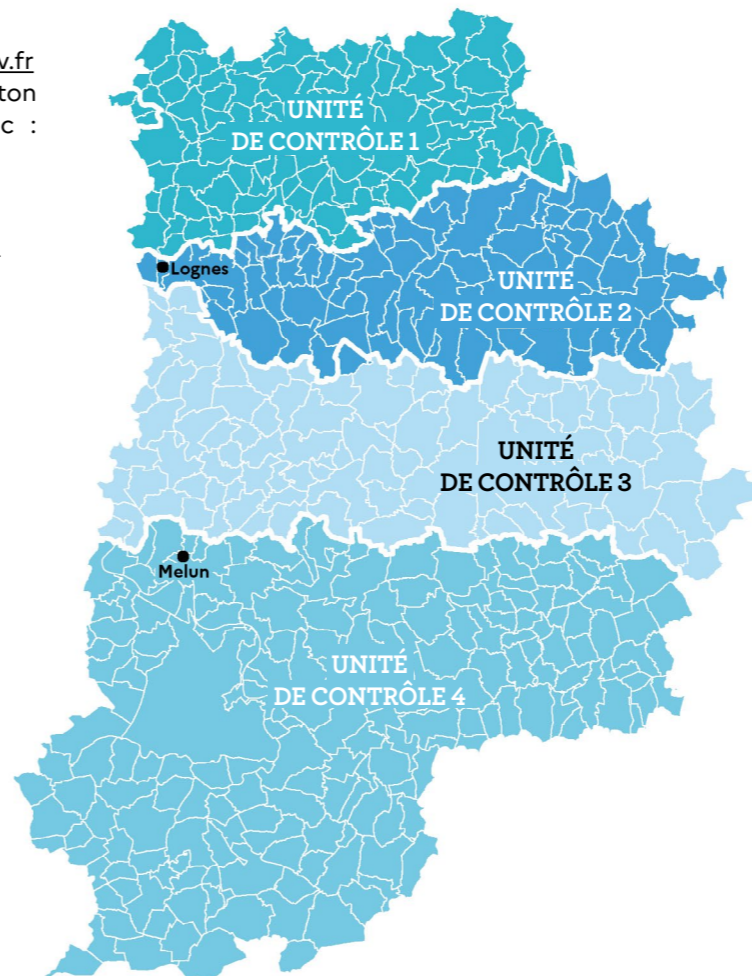 v.fr
ton
c :
UNITÉ
DE CONTRÔLE 1
Lognes
UNITÉ
DE CONTRÔLE 2
UNITÉ
DE CONTRÔLE 3
Melun
UNITÉ
DE CONTRÔLE 4